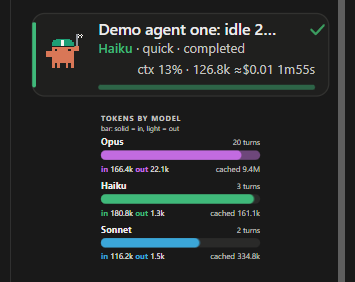 Demo agent one: idle 2...
Haiku · quick · completed
ctx 13% · 126.8k ≈$0.01 1m55s
TOKENS BY MODEL
bar: solid = in, light = out
Opus 20 turns
in 166.4k out 22.1k cached 9.4M
Haiku 3 turns
in 180.8k out 1.3k cached 161.1k
Sonnet 2 turns
in 116.2k out 1.5k cached 334.8k